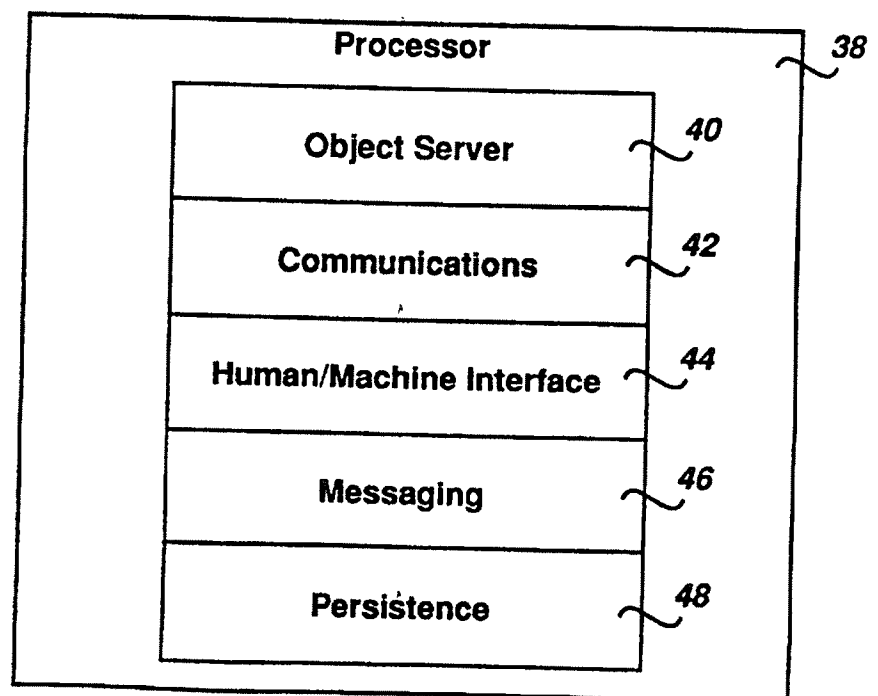 Processor 38
Object Server 40
Communications 42
Human/Machine Interface 44
Messaging 46
Persistence 48